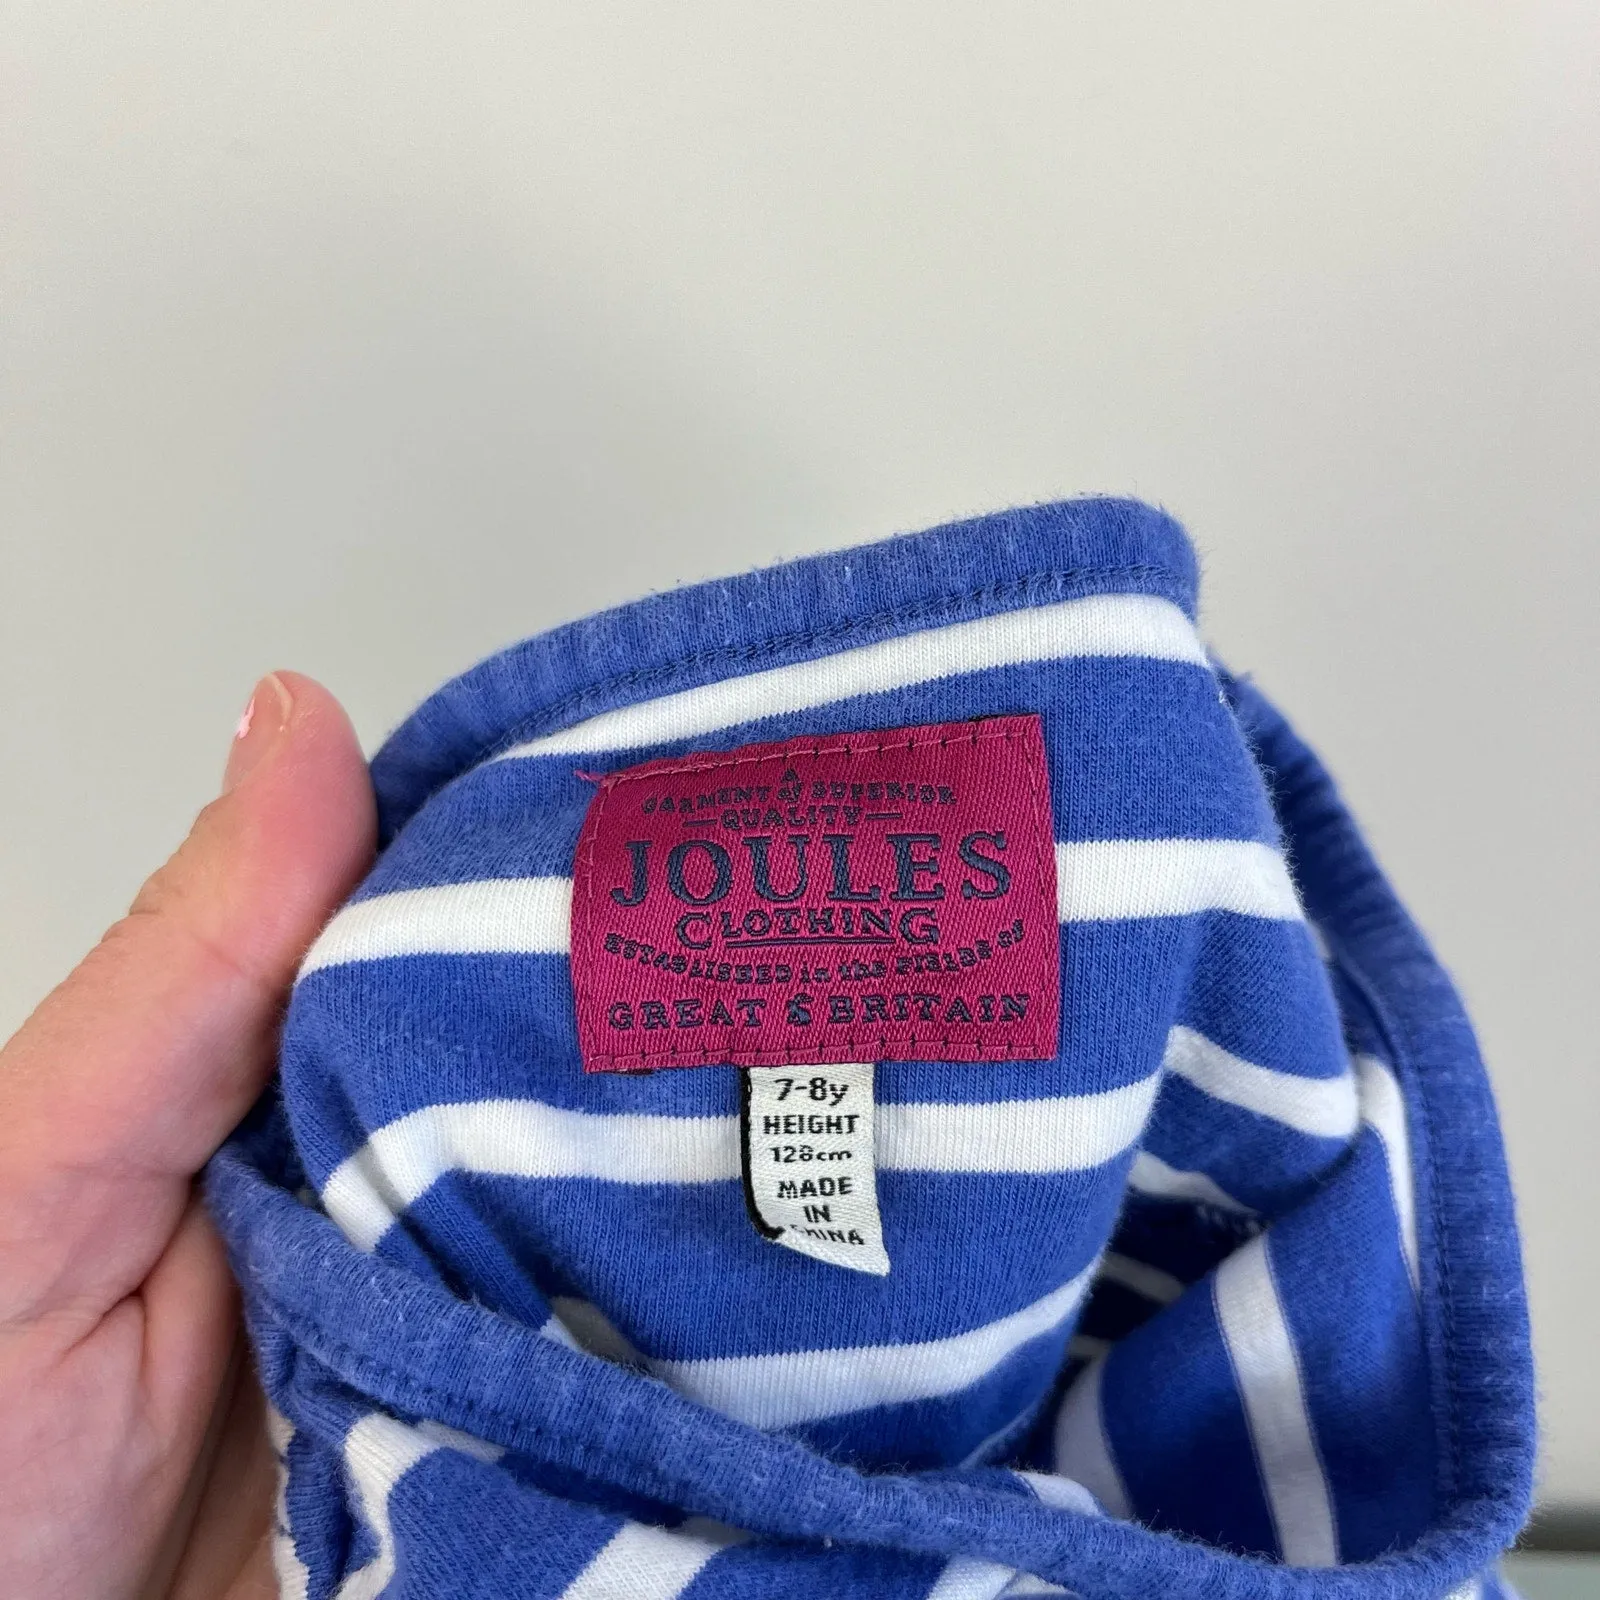 A
GARMENT of SUPERIOR
QUALITY
JOULES
CLOTHING
ESTABLISHED in the FIELDS of
GREAT & BRITAIN
7-8y
HEIGHT
128cm
MADE
IN
CHINA